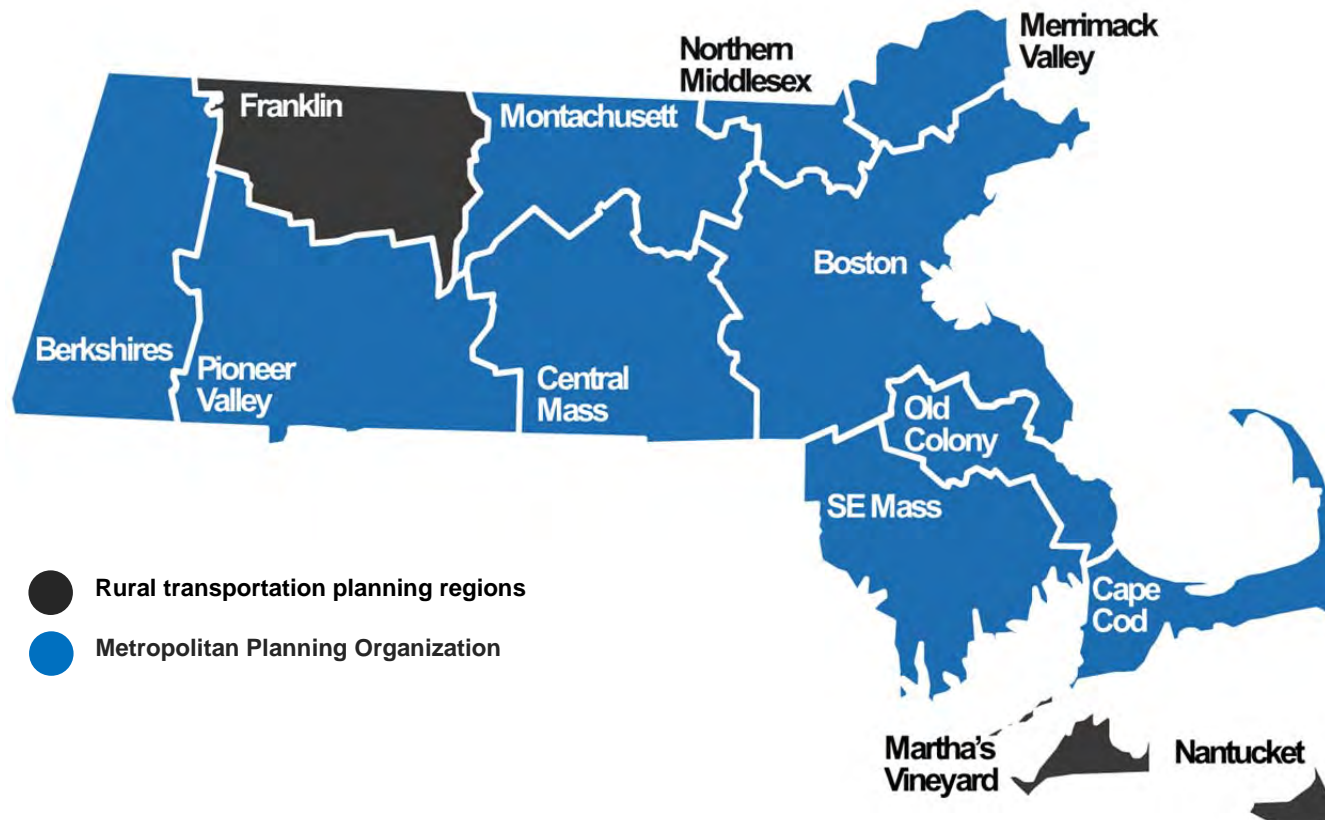 Merrimack
Valley
Northern
Middlesex
Franklin
Montachusett
Boston
Berkshires
Pioneer
Valley
Central
Mass
Old
Colony
SE Mass
Rural transportation planning regions
Metropolitan Planning Organization
Cape
Cod
Martha's
Vineyard
Nantucket